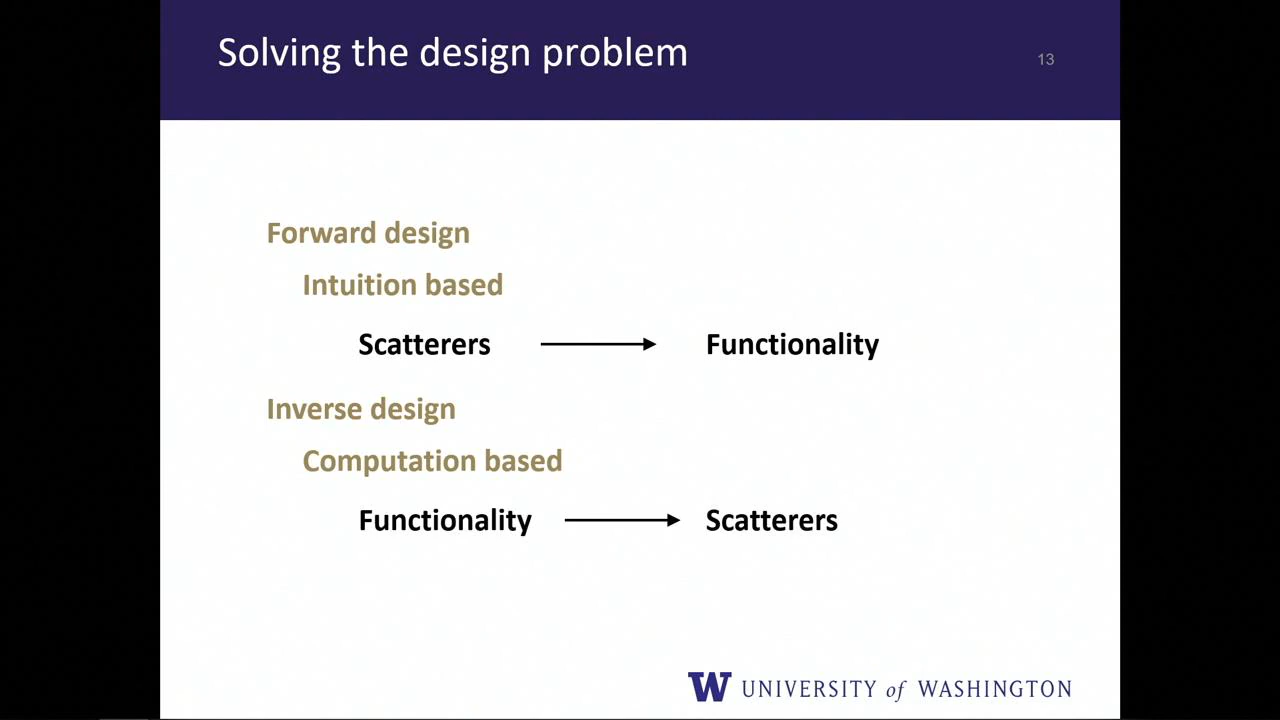 Solving the design problem
13
Forward design
Intuition based
Scatterers
Functionality
Inverse design
Computation based
Functionality
Scatterers
W UNIVERSITY of WASHINGTON